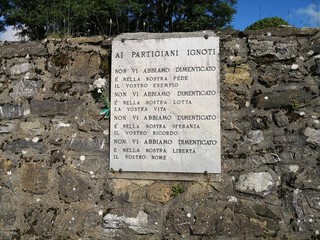 AI PARTIGIANI IGNOTI
NON VI ABBIAMO DIMENTICATO
È NELLA NOSTRA FEDE
IL VOSTRO ESEMPIO
NON VI ABBIAMO DIMENTICATO
È NELLA NOSTRA LOTTA
LA VOSTRA VITA
NON VI ABBIAMO DIMENTICATO
È NELLA NOSTRA SPERANZA
IL VOSTRO RICORDO
NON VI ABBIAMO DIMENTICATO
È NELLA NOSTRA LIBERTÀ
IL VOSTRO NOME